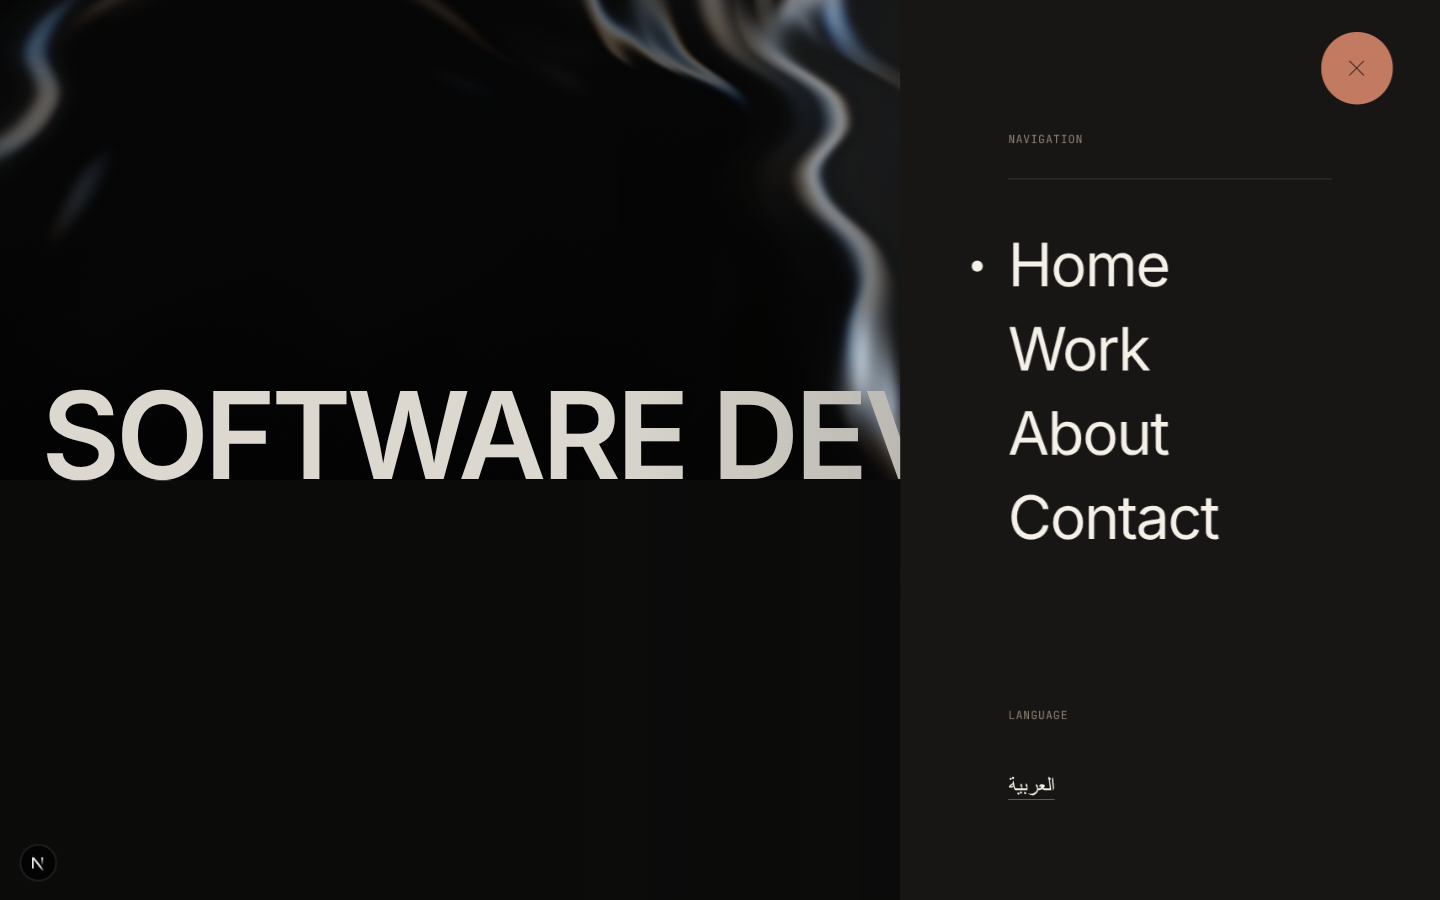 NAVIGATION
Home
Work
About
Contact
SOFTWARE DEV
LANGUAGE
العربية
N